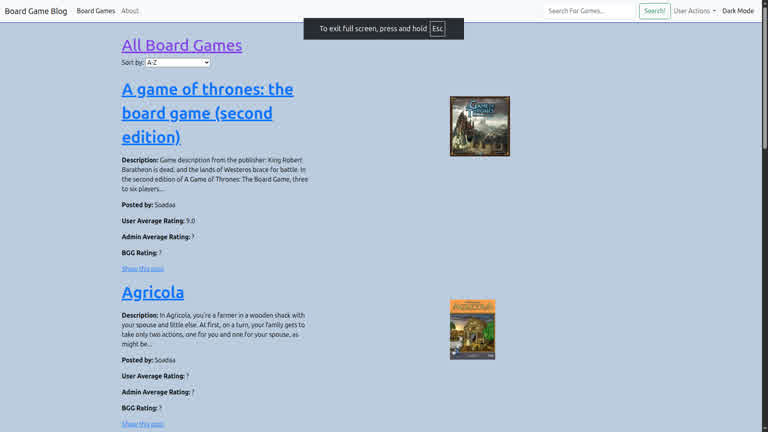 Board Game Blog Board Games About Search For Games... Search! User Actions Dark Mode
To exit full screen, press and hold Esc
All Board Games
Sort by: A-Z
A game of thrones: the
board game (second
edition)
Description: Game description from the publisher: King Robert
Baratheon is dead, and the lands of Westeros brace for battle. In
the second edition of A Game of Thrones: The Board Game, three
to six players...
Posted by: Soadaa
User Average Rating: 9.0
Admin Average Rating: ?
BGG Rating: ?
Show this post
Agricola
Description: In Agricola, you're a farmer in a wooden shack with
your spouse and little else. At first, on a turn, your family gets to
take only two actions, one for you and one for your spouse, as
might be...
Posted by: Soadaa
User Average Rating: ?
Admin Average Rating: ?
BGG Rating: ?
Show this post